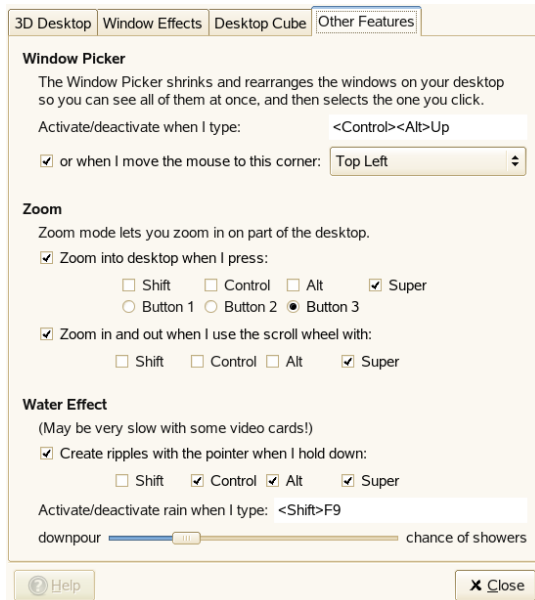 3D Desktop Window Effects Desktop Cube Other Features
Window Picker
The Window Picker shrinks and rearranges the windows on your desktop
so you can see all of them at once, and then selects the one you click.
Activate/deactivate when I type: <Control><Alt>Up
or when I move the mouse to this corner: Top Left
Zoom
Zoom mode lets you zoom in on part of the desktop.
Zoom into desktop when I press:
Shift Control Alt Super
Button 1 Button 2 Button 3
Zoom in and out when I use the scroll wheel with:
Shift Control Alt Super
Water Effect
(May be very slow with some video cards!)
Create ripples with the pointer when I hold down:
Shift Control Alt Super
Activate/deactivate rain when I type: <Shift>F9
downpour chance of showers
Help Close